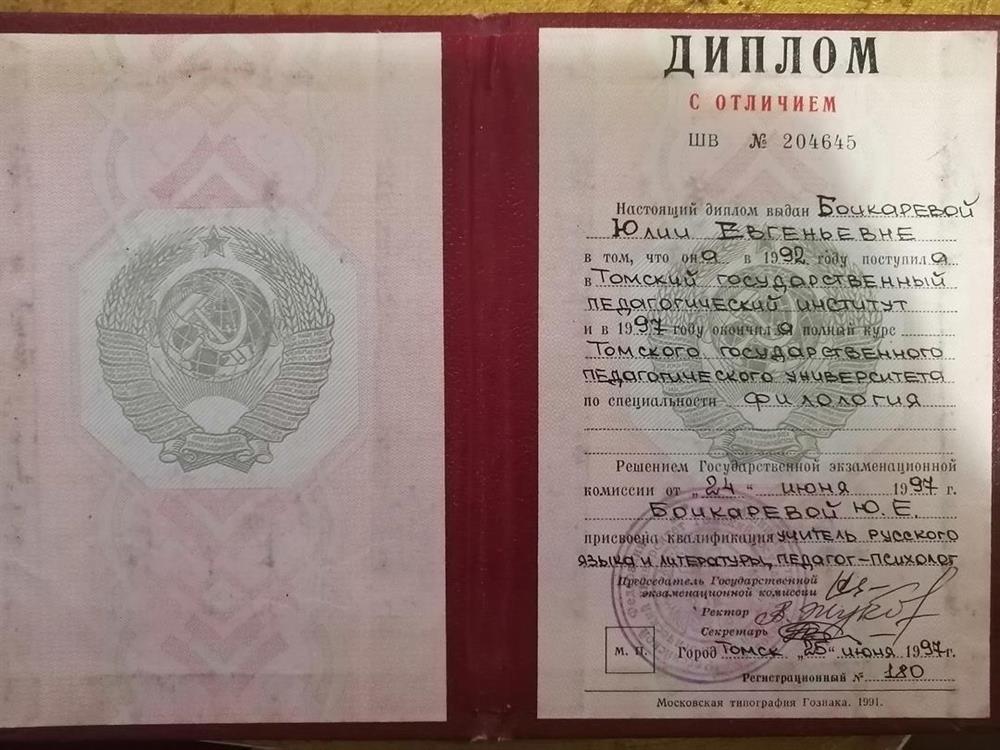 ДИПЛОМ
С ОТЛИЧИЕМ
ШВ № 204645
Настоящий диплом выдан Бочкаревой
Юлии Евгеньевне
в том, что она в 1992 году поступила
в Томский государственный
педагогический институт
и в 1997 году окончила полный курс
Томского государственного
педагогического университета
по специальности филология
Решением Государственной экзаменационной
комиссии от „24“ июня 1997 г.
Бочкаревой Ю.Е.
присвоена квалификация учитель русского
языка и литературы, педагог-психолог
Председатель Государственной
экзаменационной комиссии
Ректор
Секретарь
М. П. Город Томск „25“ июня 1997г.
Регистрационный № 180
Московская типография Гознака. 1991.